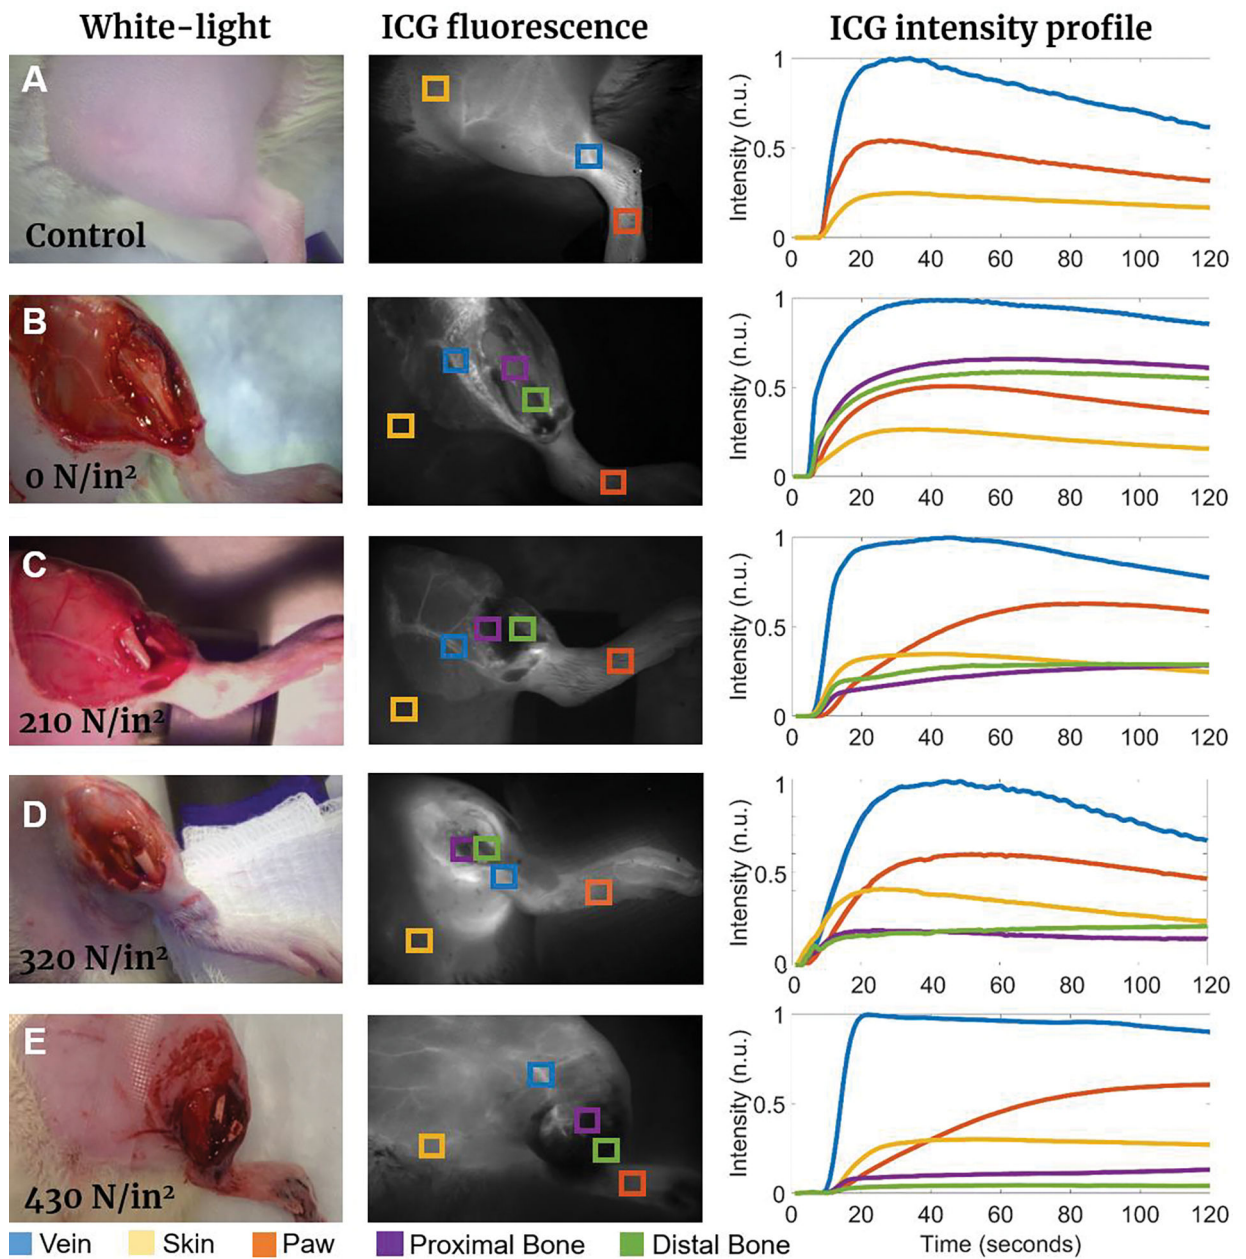 White-light ICG fluorescence ICG intensity profile
A
Control
Intensity (n.u.)
1
0.5
0
0 20 40 60 80 100 120
B
0 N/in²
Intensity (n.u.)
1
0.5
0
0 20 40 60 80 100 120
C
210 N/in²
Intensity (n.u.)
1
0.5
0
0 20 40 60 80 100 120
D
320 N/in²
Intensity (n.u.)
1
0.5
0
0 20 40 60 80 100 120
E
430 N/in²
Intensity (n.u.)
1
0.5
0
0 20 40 60 80 100 120
Vein Skin Paw Proximal Bone Distal Bone Time (seconds)